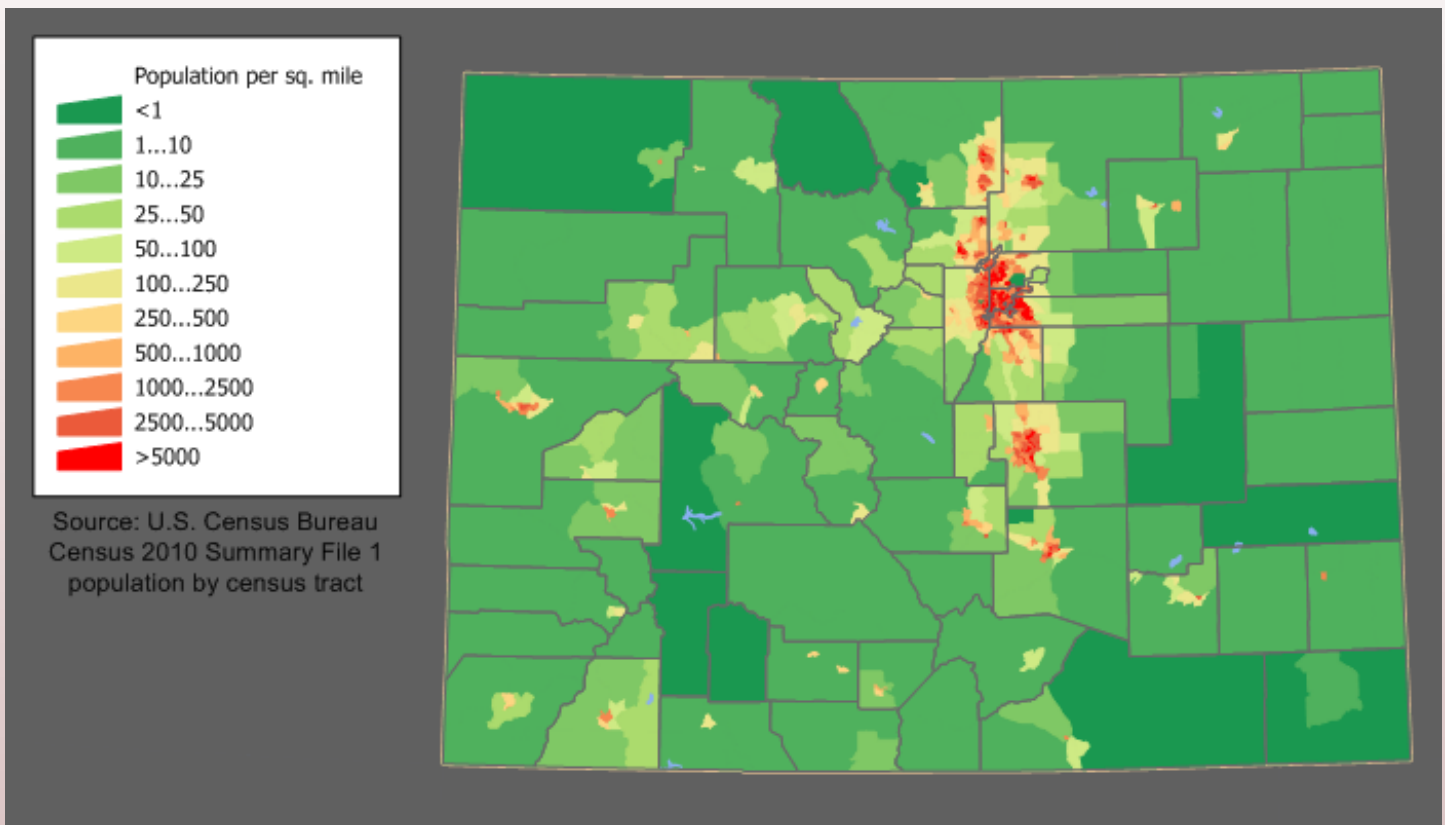 Population per sq. mile
<1
1...10
10...25
25...50
50...100
100...250
250...500
500...1000
1000...2500
2500...5000
>5000
Source: U.S. Census Bureau
Census 2010 Summary File 1
population by census tract